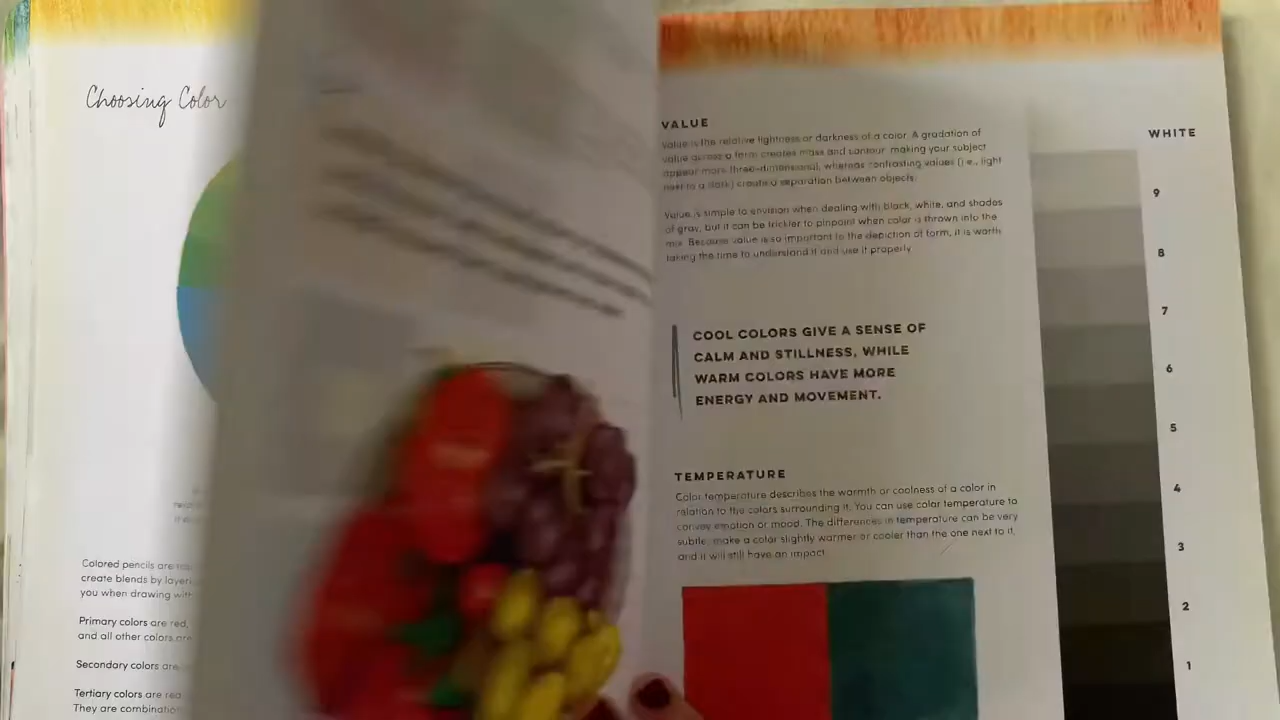 Choosing Color
Colored pencils are
create blends by layeri
you when drawing with
Primary colors are red,
and all other colors are
Secondary colors are
Tertiary colors are rea
They are combination
VALUE
Value is the relative lightness or darkness of a color. A gradation of
value across a form creates mass and contour, making your subject
appear more three-dimensional, whereas contrasting values (i.e., light
next to a dark) create a separation between objects.
Value is simple to envision when dealing with black, white, and shades
of gray, but it can be trickier to pinpoint when color is thrown into the
mix. Because value is so important to the depiction of form, it is worth
taking the time to understand it and use it properly.
COOL COLORS GIVE A SENSE OF
CALM AND STILLNESS, WHILE
WARM COLORS HAVE MORE
ENERGY AND MOVEMENT.
TEMPERATURE
Color temperature describes the warmth or coolness of a color in
relation to the colors surrounding it. You can use color temperature to
convey emotion or mood. The differences in temperature can be very
subtle; make a color slightly warmer or cooler than the one next to it,
and it will still have an impact.
WHITE
9
8
7
6
5
4
3
2
1